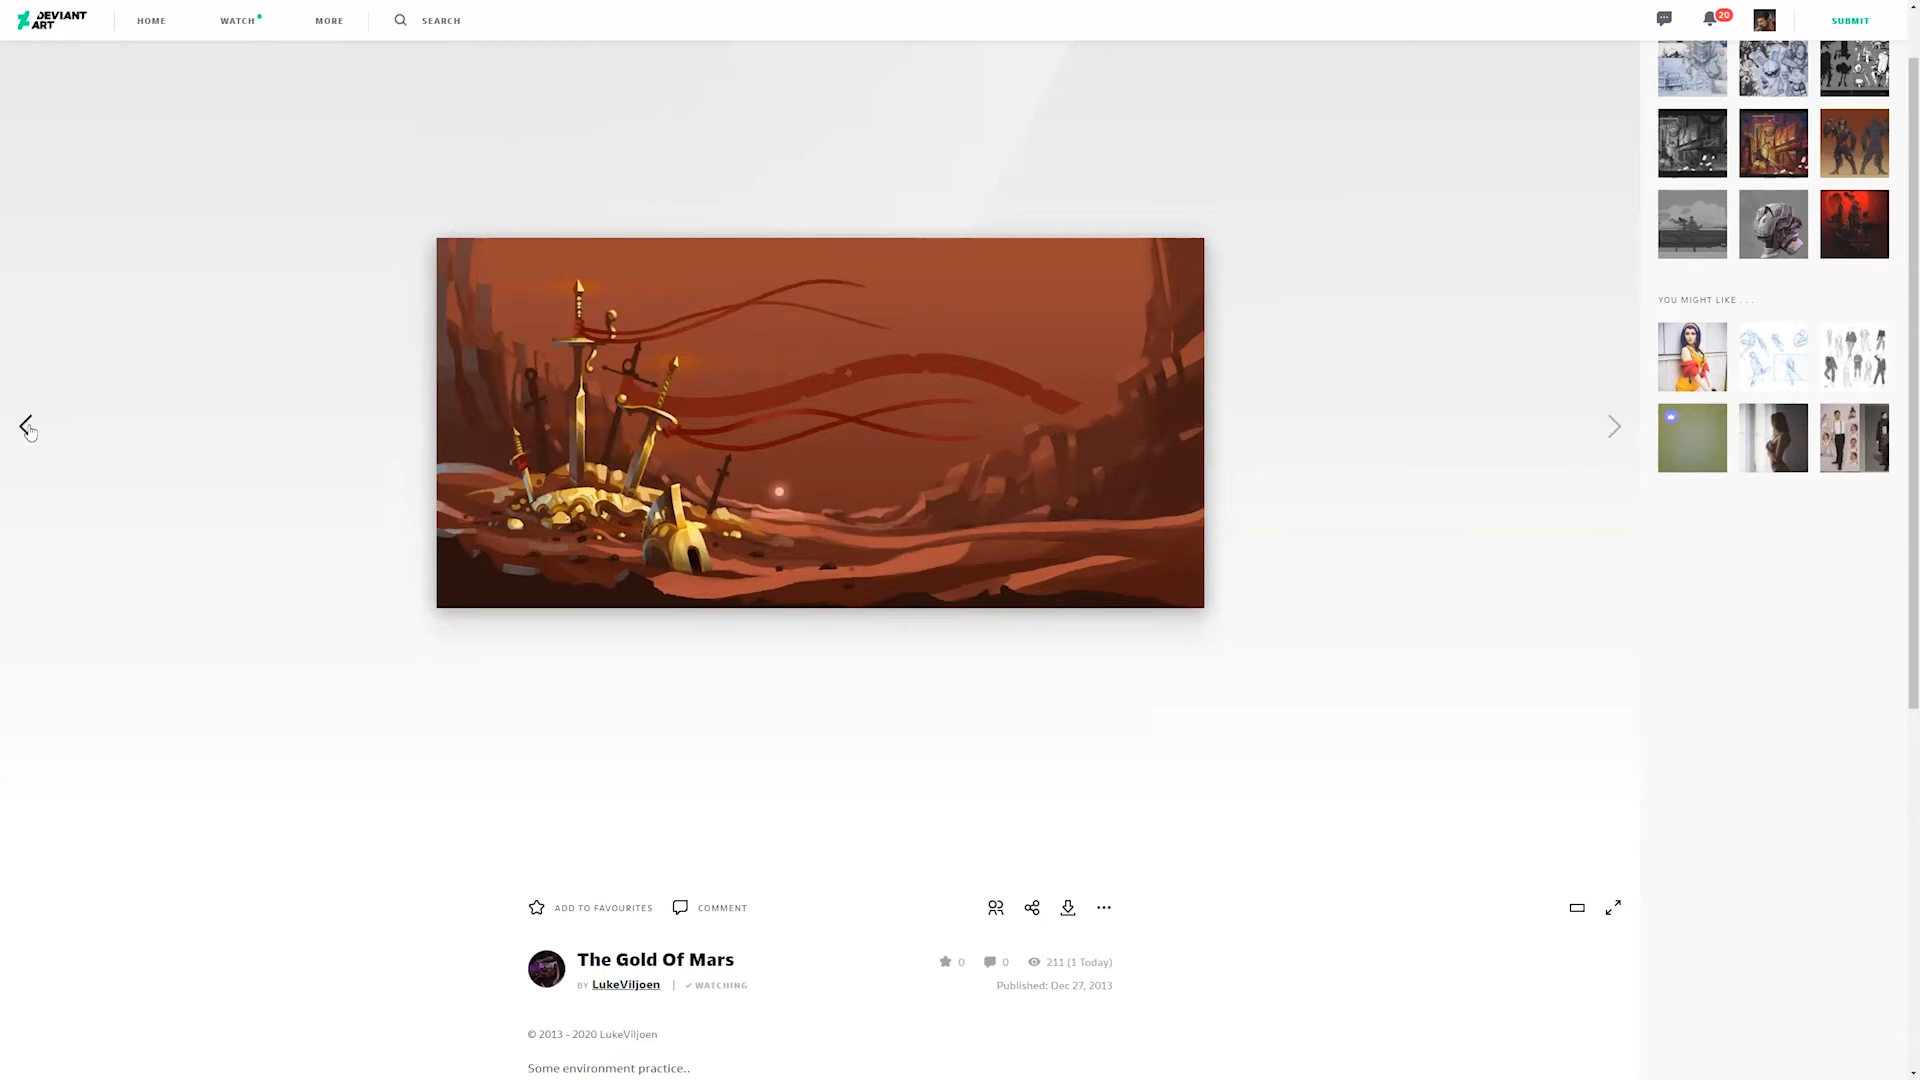 DEVIANT ART
HOME WATCH MORE SEARCH 20 SUBMIT
YOU MIGHT LIKE . . .
ADD TO FAVOURITES COMMENT
The Gold Of Mars
BY LukeViljoen | ✓ WATCHING
0 0 211 (1 Today)
Published: Dec 27, 2013
© 2013 - 2020 LukeViljoen
Some environment practice..